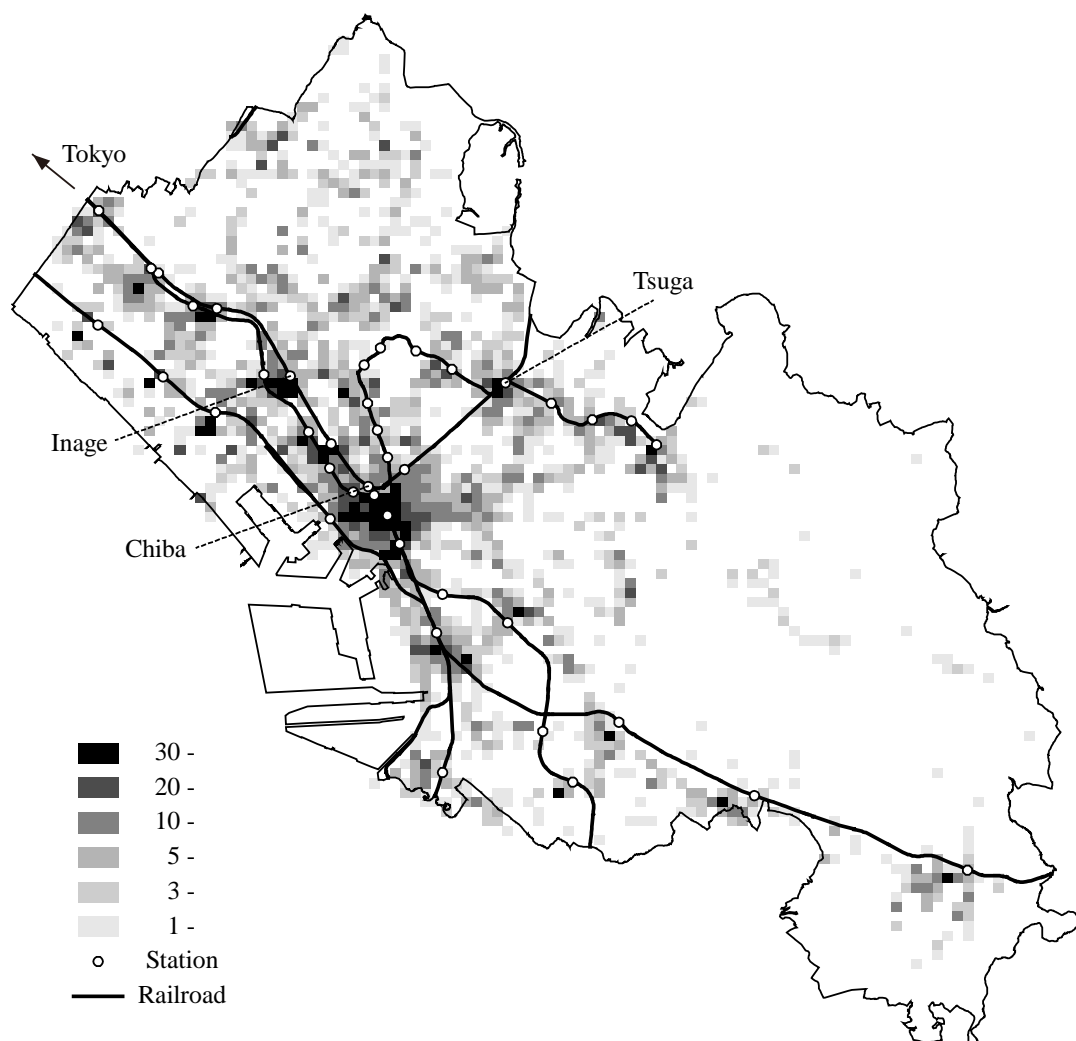 Tokyo
Tsuga
Inage
Chiba
30 -
20 -
10 -
5 -
3 -
1 -
Station
Railroad